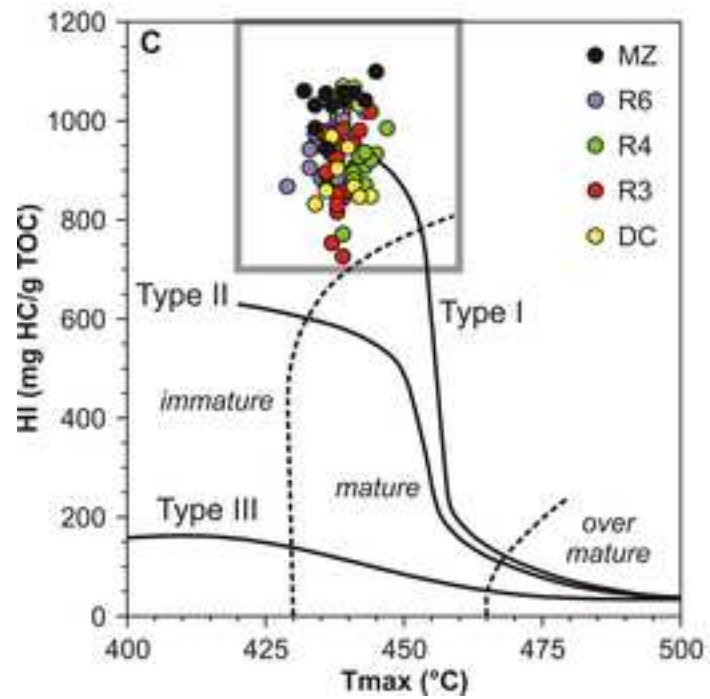 C
1200
1000
800
600
400
200
0
HI (mg HC/g TOC)
MZ
R6
R4
R3
DC
Type II
Type I
immature
Type III
mature
over
mature
400
425
450
475
500
Tmax (°C)